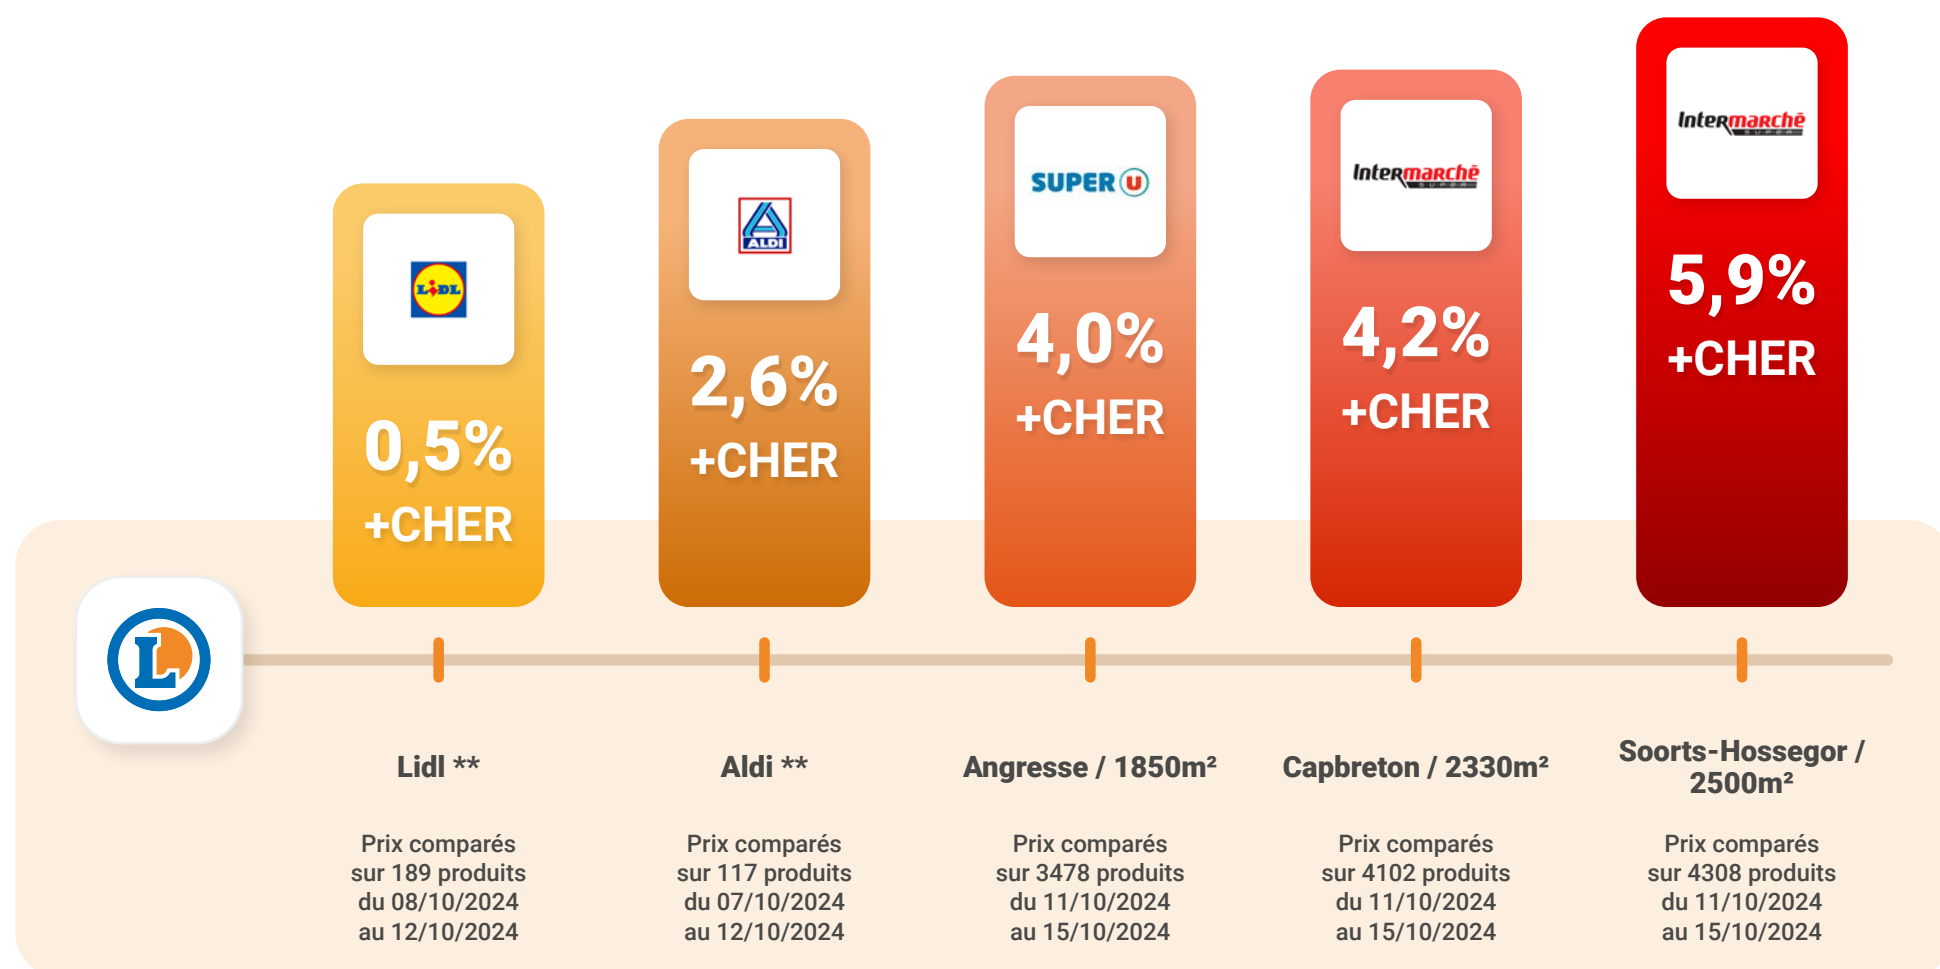 LIDL
0,5%
+CHER
ALDI
2,6%
+CHER
SUPER U
4,0%
+CHER
Intermarchē
SUPER
4,2%
+CHER
Intermarchē
SUPER
5,9%
+CHER
L
Lidl **
Prix comparés
sur 189 produits
du 08/10/2024
au 12/10/2024
Aldi **
Prix comparés
sur 117 produits
du 07/10/2024
au 12/10/2024
Angresse / 1850m²
Prix comparés
sur 3478 produits
du 11/10/2024
au 15/10/2024
Capbreton / 2330m²
Prix comparés
sur 4102 produits
du 11/10/2024
au 15/10/2024
Soorts-Hossegor /
2500m²
Prix comparés
sur 4308 produits
du 11/10/2024
au 15/10/2024